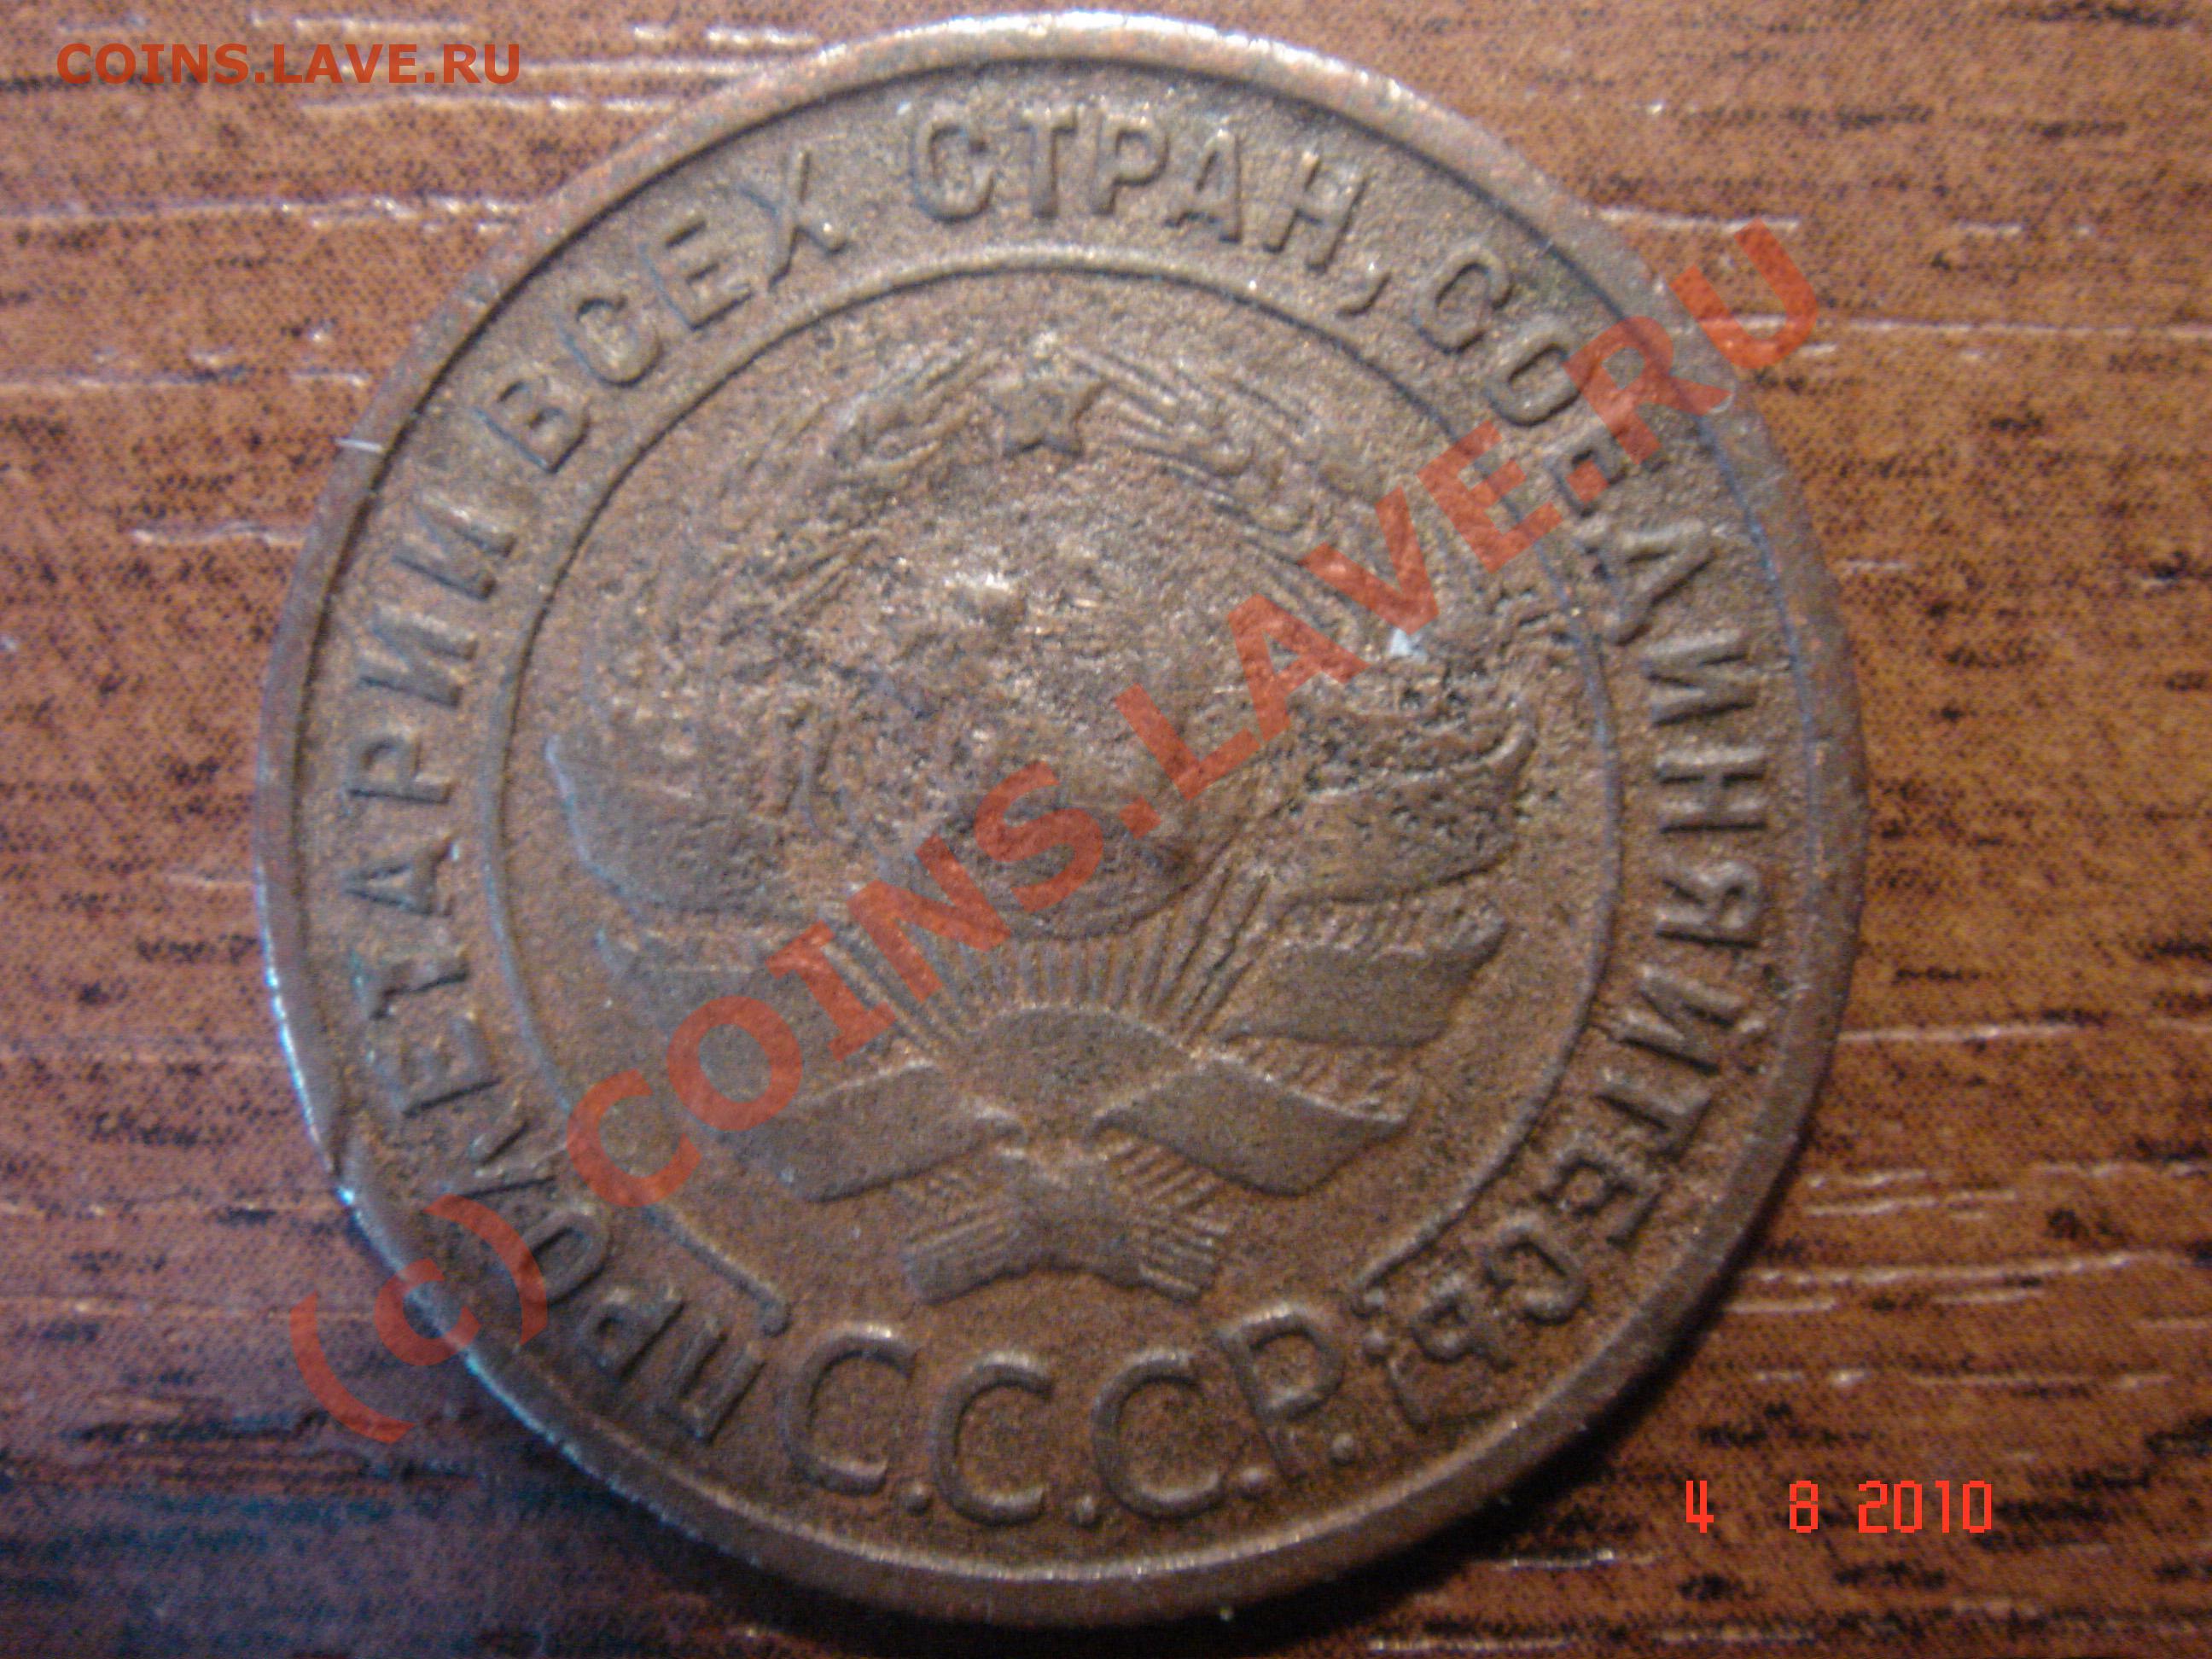 COINS.LAVE.RU
ПРОЛЕТАРИИ ВСЕХ СТРАН, СОЕДИНЯЙТЕСЬ!
С.С.С.Р.
(c) COINS.LAVE.RU
4 8 2010